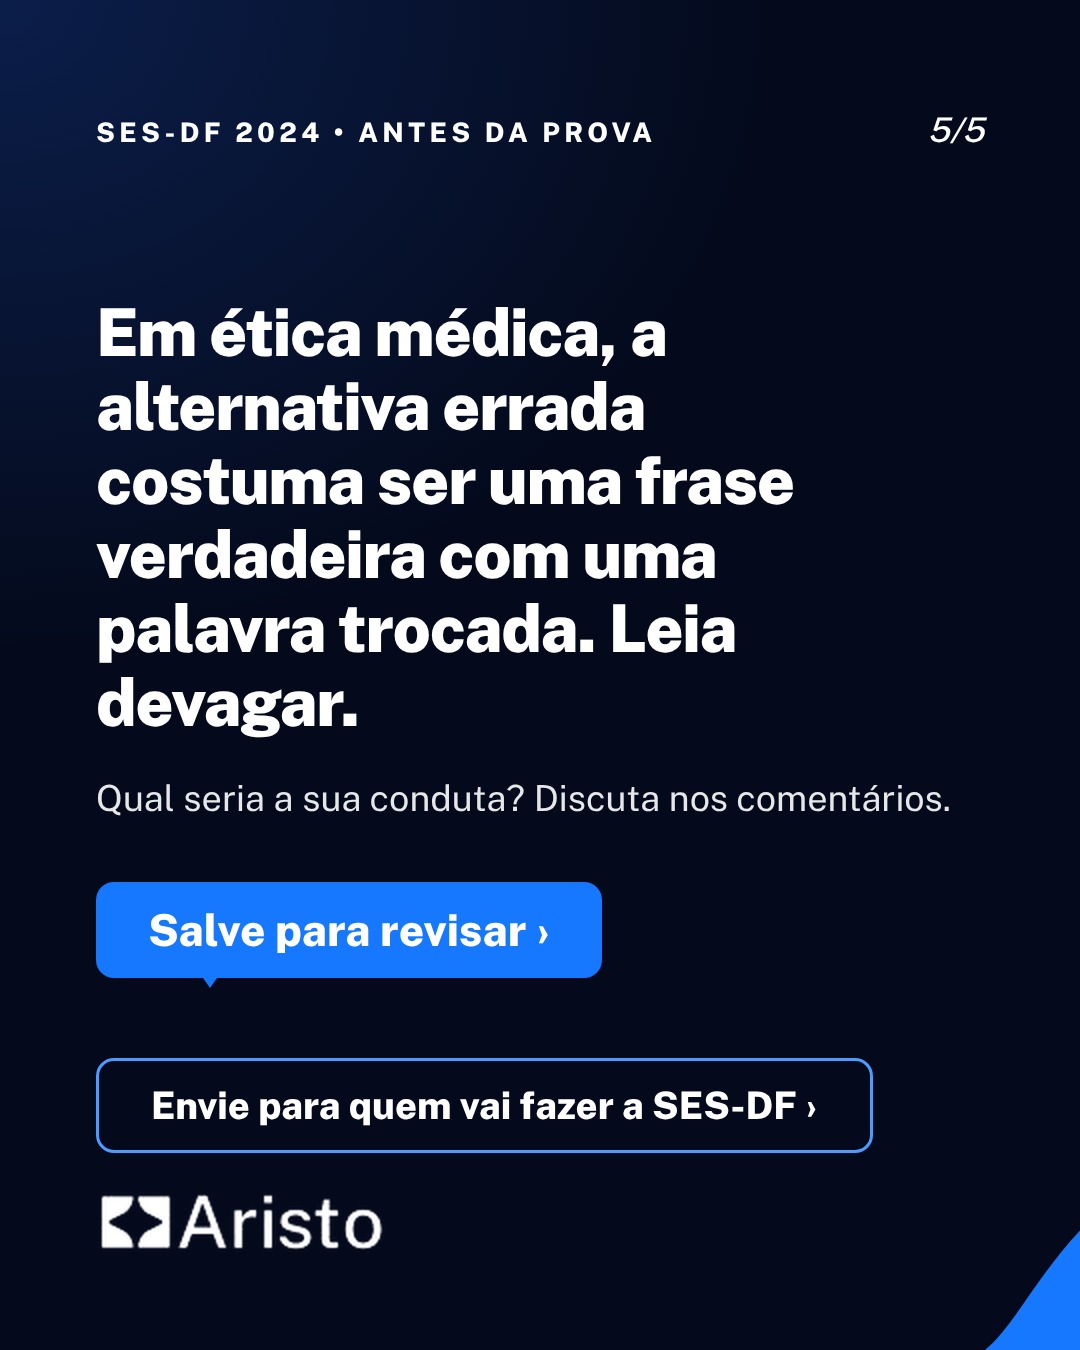 SES-DF 2024 • ANTES DA PROVA
5/5
Em ética médica, a
alternativa errada
costuma ser uma frase
verdadeira com uma
palavra trocada. Leia
devagar.
Qual seria a sua conduta? Discuta nos comentários.
Salve para revisar ›
Envie para quem vai fazer a SES-DF ›
Aristo